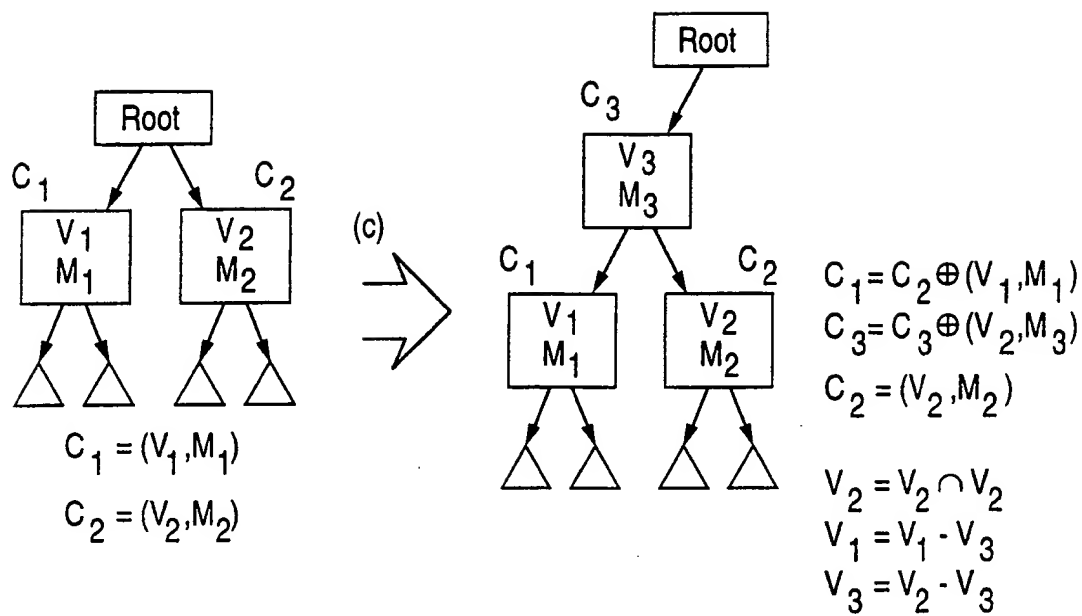 Root
C₁
C₂
V₁
M₁
V₂
M₂
C₁ = (V₁,M₁)
C₂ = (V₂,M₂)
(c)
Root
C₃
V₃
M₃
C₁
C₂
V₁
M₁
V₂
M₂
C₁ = C₂ ⊕ (V₁,M₁)
C₃ = C₃ ⊕ (V₂,M₃)
C₂ = (V₂,M₂)
V₂ = V₂ ∩ V₂
V₁ = V₁ - V₃
V₃ = V₂ - V₃